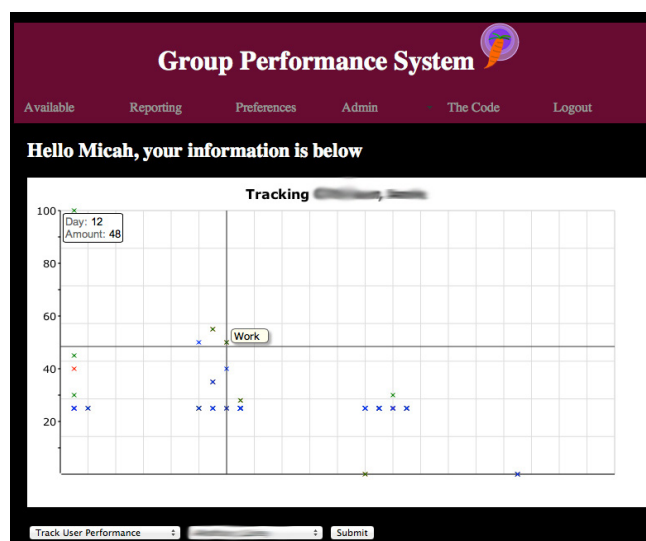 Group Performance System
Available Reporting Preferences Admin The Code Logout
Hello Micah, your information is below
Tracking
100
Day: 12
Amount: 48
80
60
Work
40
20
Track User Performance Submit